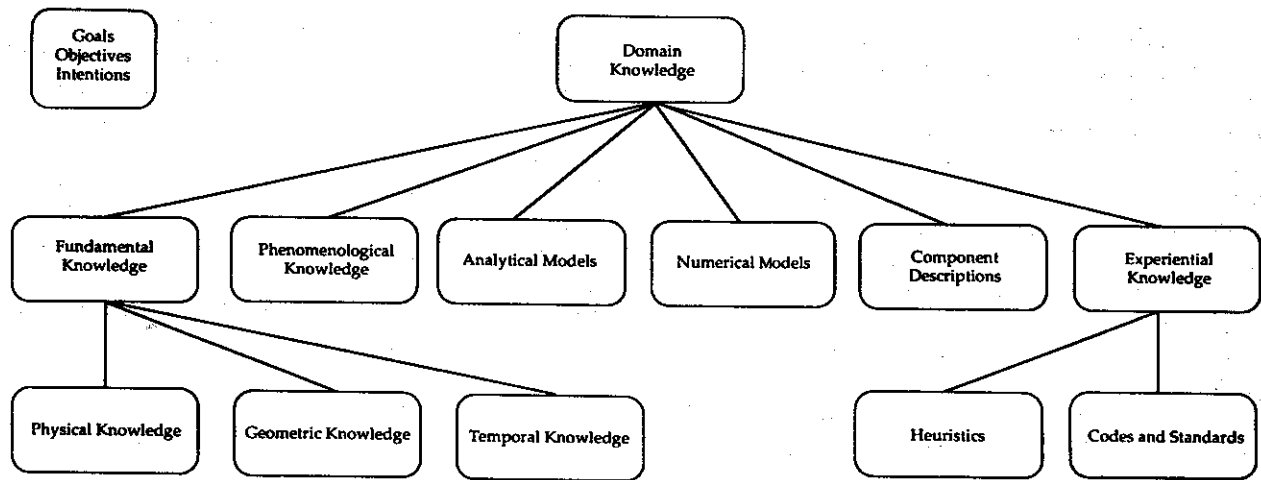 Goals
Objectives
Intentions
Domain
Knowledge
Fundamental
Knowledge
Phenomenological
Knowledge
Analytical Models
Numerical Models
Component
Descriptions
Experiential
Knowledge
Physical Knowledge
Geometric Knowledge
Temporal Knowledge
Heuristics
Codes and Standards